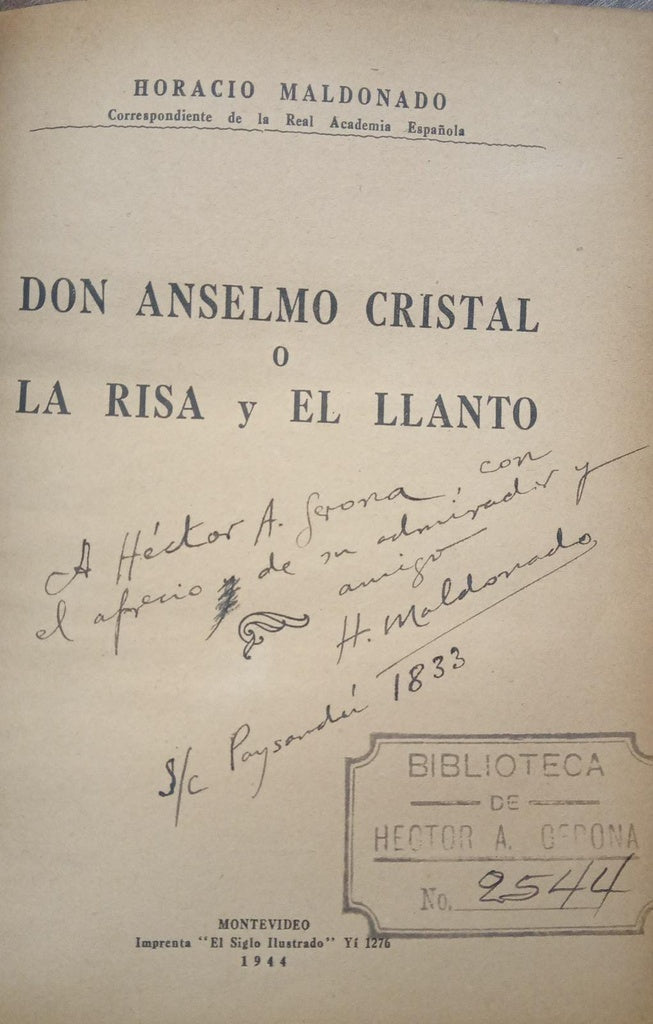 HORACIO MALDONADO
Correspondiente de la Real Academia Española
DON ANSELMO CRISTAL
o
LA RISA y EL LLANTO
A Héctor A. Gerona, con
el aprecio de su admirador y
amigo
H. Maldonado
S/C Paysandú 1833
BIBLIOTECA
DE
HECTOR A. GERONA
No. 2544
MONTEVIDEO
Imprenta "El Siglo Ilustrado" Yí 1276
1944